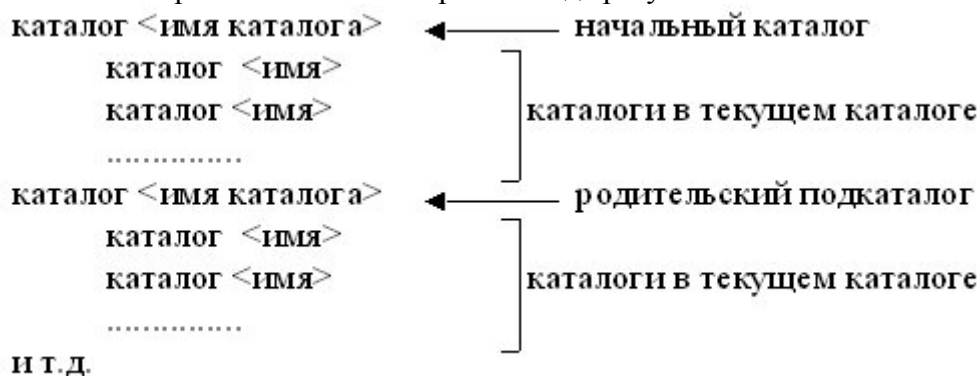 каталог <имя каталога> начальный каталог
каталог <имя>
каталог <имя>
каталоги в текущем каталоге
...............
каталог <имя каталога> родительский подкаталог
каталог <имя>
каталог <имя>
каталоги в текущем каталоге
...............
и т.д.